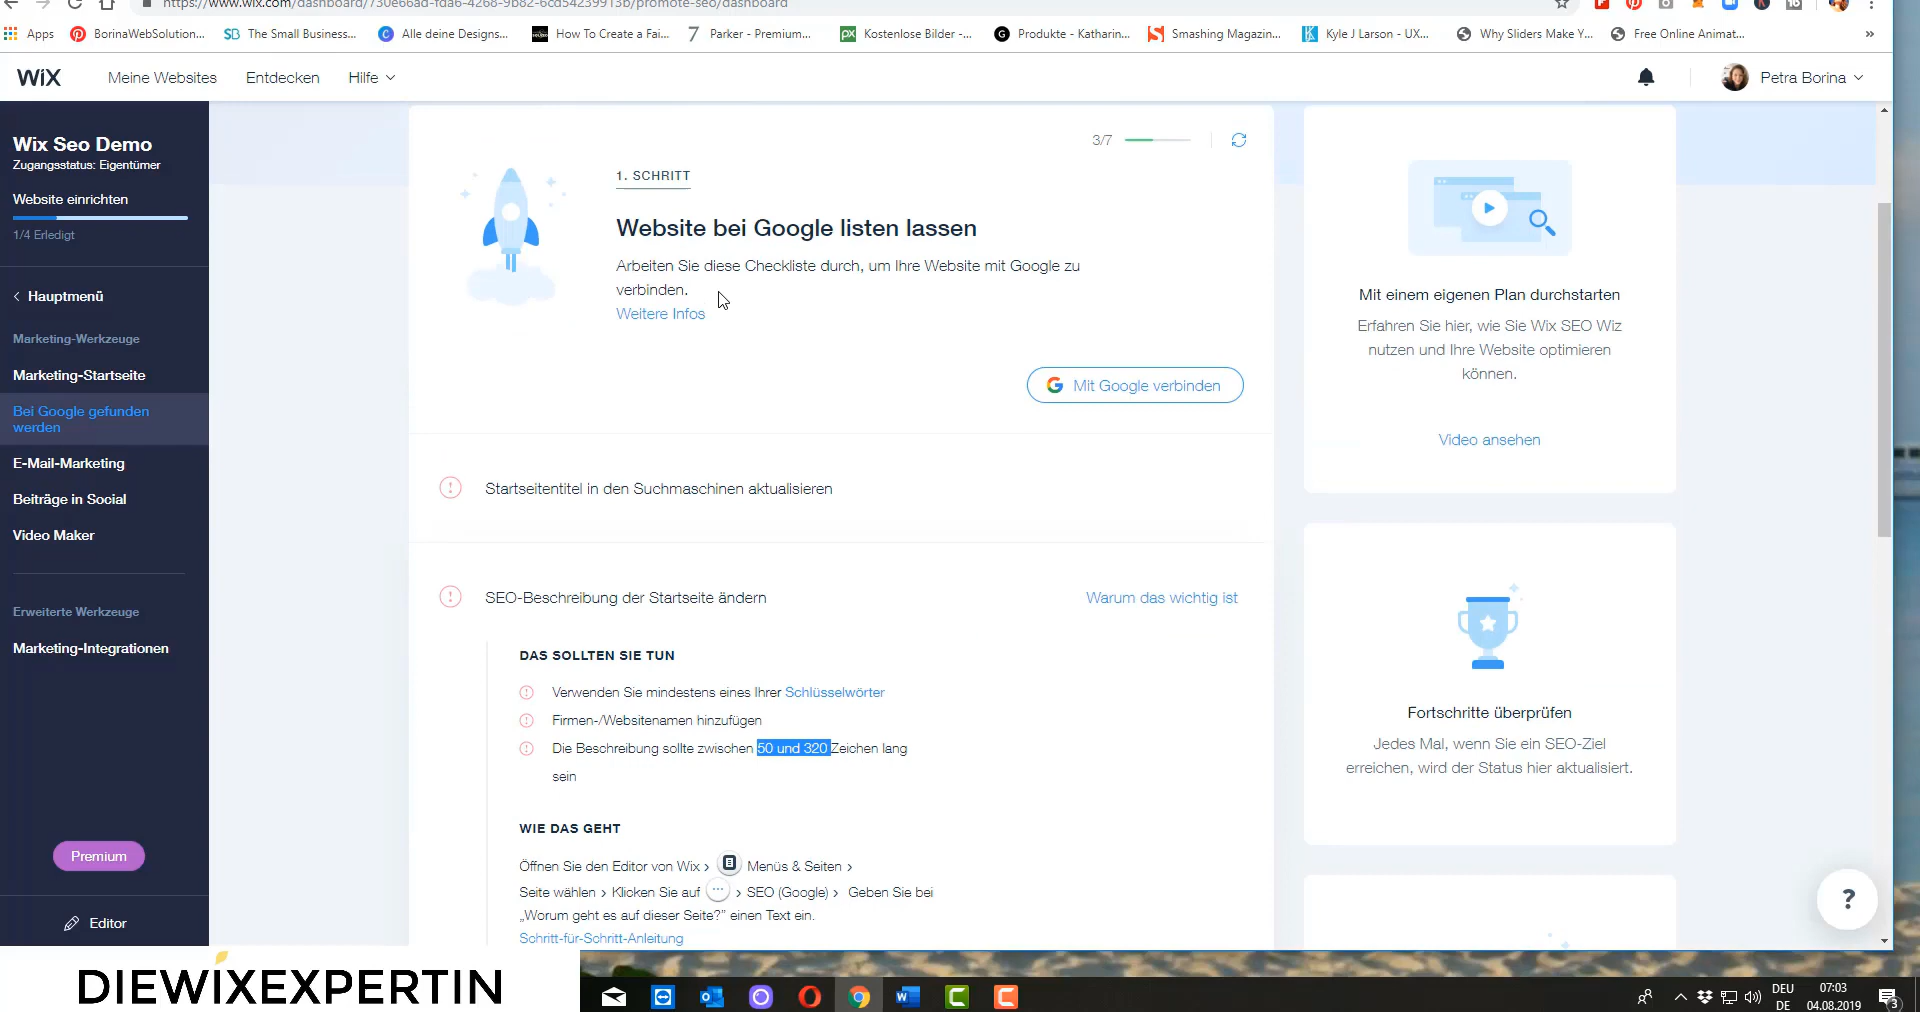 https://www.wix.com/dashboard/730e66ad-fda6-4268-9b82-6cd54239913b/promote-seo/dashboard
Apps
BorinaWebSolution...
The Small Business...
Alle deine Designs...
How To Create a Fai...
Parker - Premium...
Kostenlose Bilder -...
Produkte - Katharin...
Smashing Magazin...
Kyle J Larson - UX...
Why Sliders Make Y...
Free Online Animat...
»
WiX
Meine Websites
Entdecken
Hilfe
Petra Borina
Wix Seo Demo
Zugangsstatus: Eigentümer
Website einrichten
1/4 Erledigt
Hauptmenü
Marketing-Werkzeuge
Marketing-Startseite
Bei Google gefunden
werden
E-Mail-Marketing
Beiträge in Social
Video Maker
Erweiterte Werkzeuge
Marketing-Integrationen
Premium
Editor
3/7
1. SCHRITT
Website bei Google listen lassen
Arbeiten Sie diese Checkliste durch, um Ihre Website mit Google zu
verbinden.
Weitere Infos
Mit Google verbinden
Startseitentitel in den Suchmaschinen aktualisieren
SEO-Beschreibung der Startseite ändern
Warum das wichtig ist
DAS SOLLTEN SIE TUN
Verwenden Sie mindestens eines Ihrer Schlüsselwörter
Firmen-/Websitenamen hinzufügen
Die Beschreibung sollte zwischen 50 und 320 Zeichen lang
sein
WIE DAS GEHT
Öffnen Sie den Editor von Wix › Menüs & Seiten ›
Seite wählen › Klicken Sie auf ··· › SEO (Google) › Geben Sie bei
„Worum geht es auf dieser Seite?" einen Text ein.
Schritt-für-Schritt-Anleitung
Mit einem eigenen Plan durchstarten
Erfahren Sie hier, wie Sie Wix SEO Wiz
nutzen und Ihre Website optimieren
können.
Video ansehen
Fortschritte überprüfen
Jedes Mal, wenn Sie ein SEO-Ziel
erreichen, wird der Status hier aktualisiert.
?
DIEWIXEXPERTIN
DEU
DE
07:03
04.08.2019
3